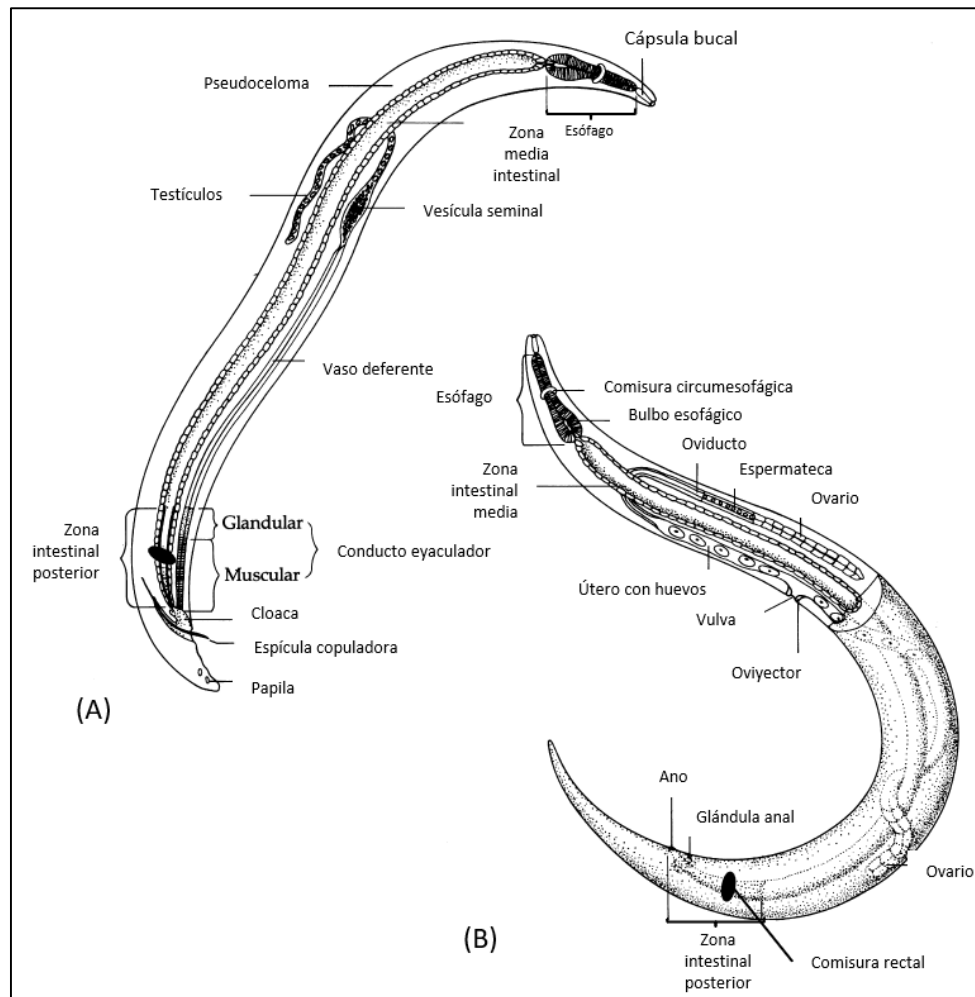 Cápsula bucal
Pseudoceloma
Esófago
Zona
media
intestinal
Testículos
Vesícula seminal
Vaso deferente
Zona
intestinal
posterior
Glandular
Muscular
Conducto eyaculador
Cloaca
Espícula copuladora
Papila
(A)
Esófago
Comisura circumesofágica
Bulbo esofágico
Oviducto
Espermateca
Ovario
Zona
intestinal
media
Útero con huevos
Vulva
Oviyector
Ano
Glándula anal
Ovario
(B)
Zona
intestinal
posterior
Comisura rectal